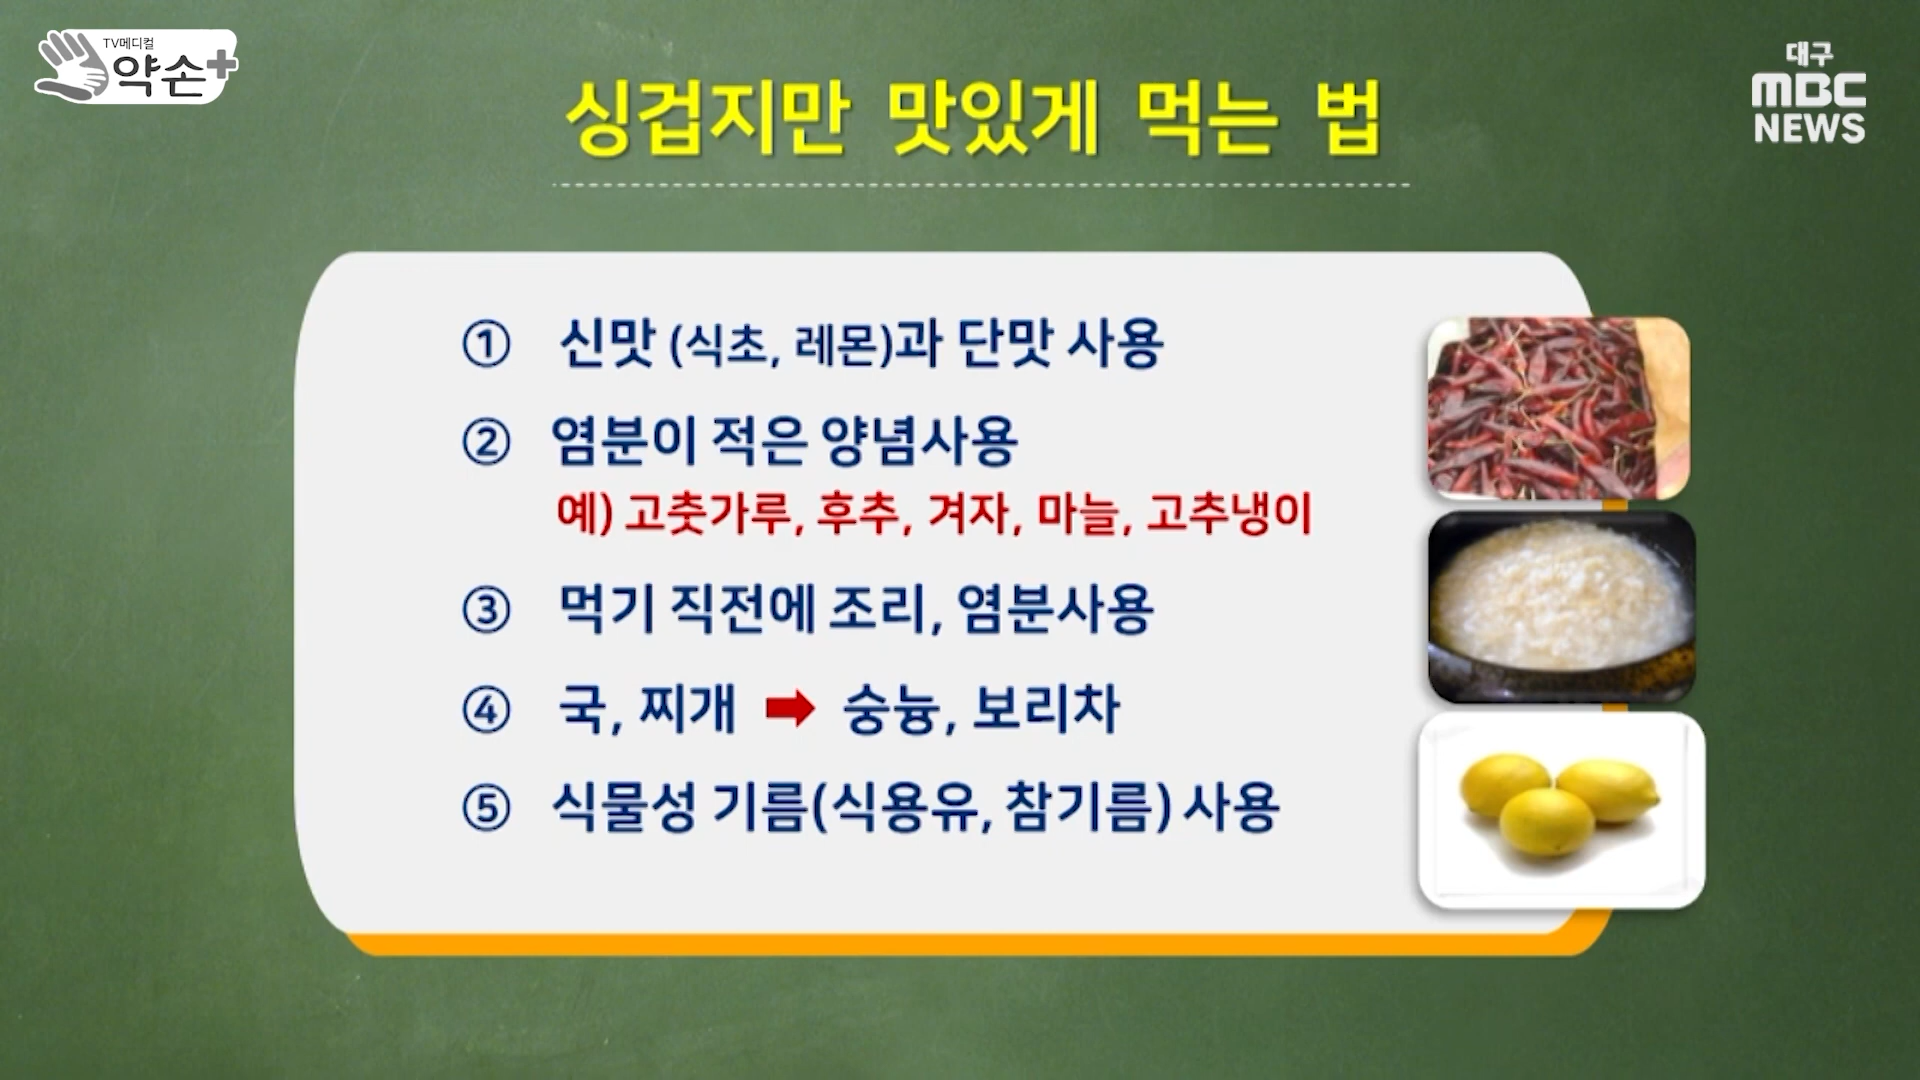 TV메디컬
약손+
대구
MBC
NEWS
싱겁지만 맛있게 먹는 법
① 신맛 (식초, 레몬)과 단맛 사용
② 염분이 적은 양념사용
예) 고춧가루, 후추, 겨자, 마늘, 고추냉이
③ 먹기 직전에 조리, 염분사용
④ 국, 찌개 ➡ 숭늉, 보리차
⑤ 식물성 기름(식용유, 참기름) 사용